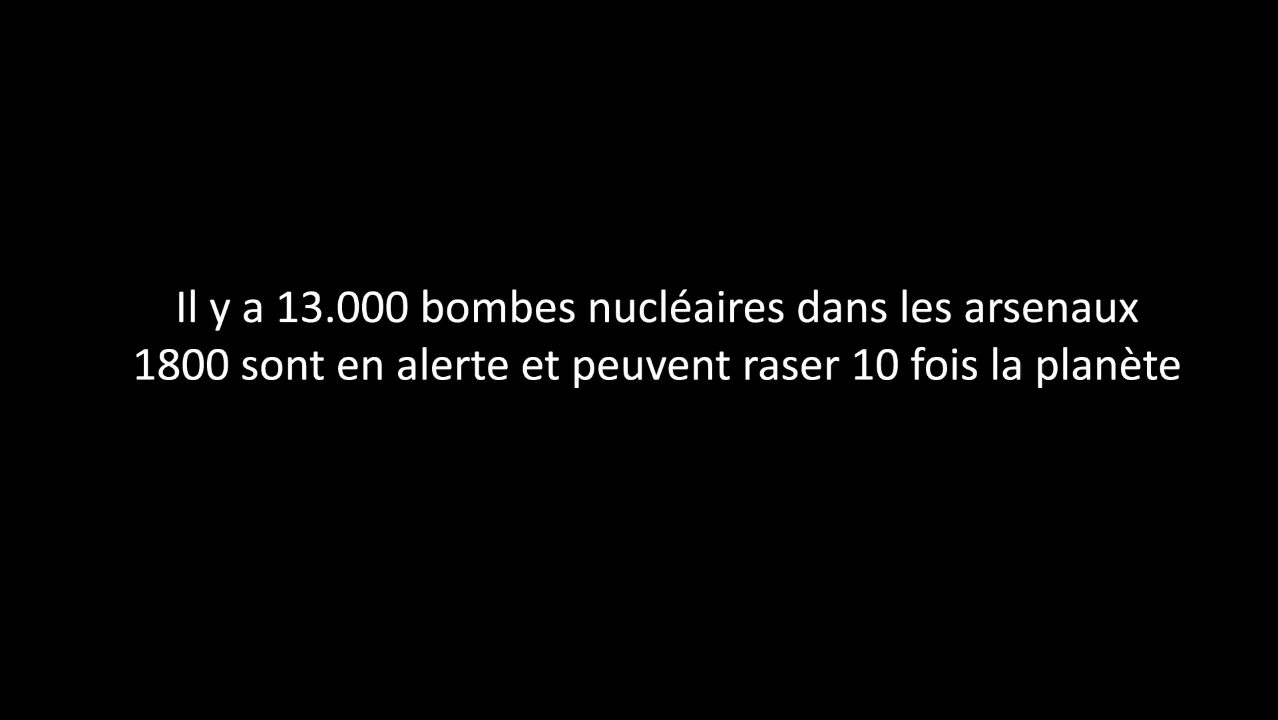 Il y a 13.000 bombes nucléaires dans les arsenaux
1800 sont en alerte et peuvent raser 10 fois la planète